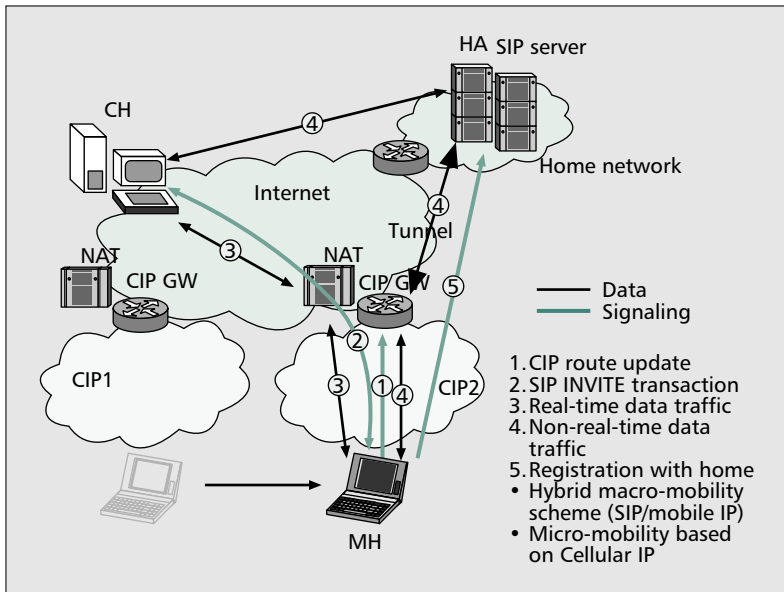 HA SIP server
CH
④
Home network
Internet
④
Tunnel
③
NAT
NAT
CIP GW
CIP GW
⑤
Data
Signaling
②
CIP1
③
①
④
CIP2
1. CIP route update
2. SIP INVITE transaction
3. Real-time data traffic
4. Non-real-time data
traffic
5. Registration with home
• Hybrid macro-mobility
scheme (SIP/mobile IP)
• Micro-mobility based
on Cellular IP
MH